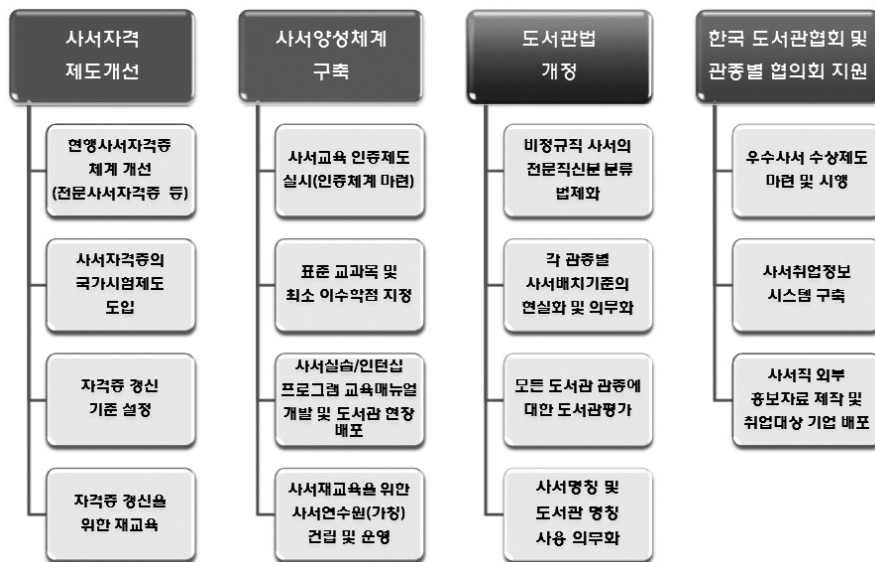 사서자격
제도개선
현행사서자격증
체계 개선
(전문사서자격증 등)
사서자격증의
국가시험제도
도입
자격증 갱신
기준 설정
자격증 갱신을
위한 재교육
사서양성체계
구축
사서교육 인증제도
실시(인증체계 마련)
표준 교과목 및
최소 이수학점 지정
사서실습/인턴십
프로그램 교육매뉴얼
개발 및 도서관 현장
배포
사서재교육을 위한
사서연수원(가칭)
건립 및 운영
도서관법
개정
비정규직 사서의
전문직신분 분류
법제화
각 관종별
사서배치기준의
현실화 및 의무화
모든 도서관 관종에
대한 도서관평가
사서명칭 및
도서관 명칭
사용 의무화
한국 도서관협회 및
관종별 협의회 지원
우수사서 수상제도
마련 및 시행
사서취업정보
시스템 구축
사서직 외부
홍보자료 제작 및
취업대상 기업 배포